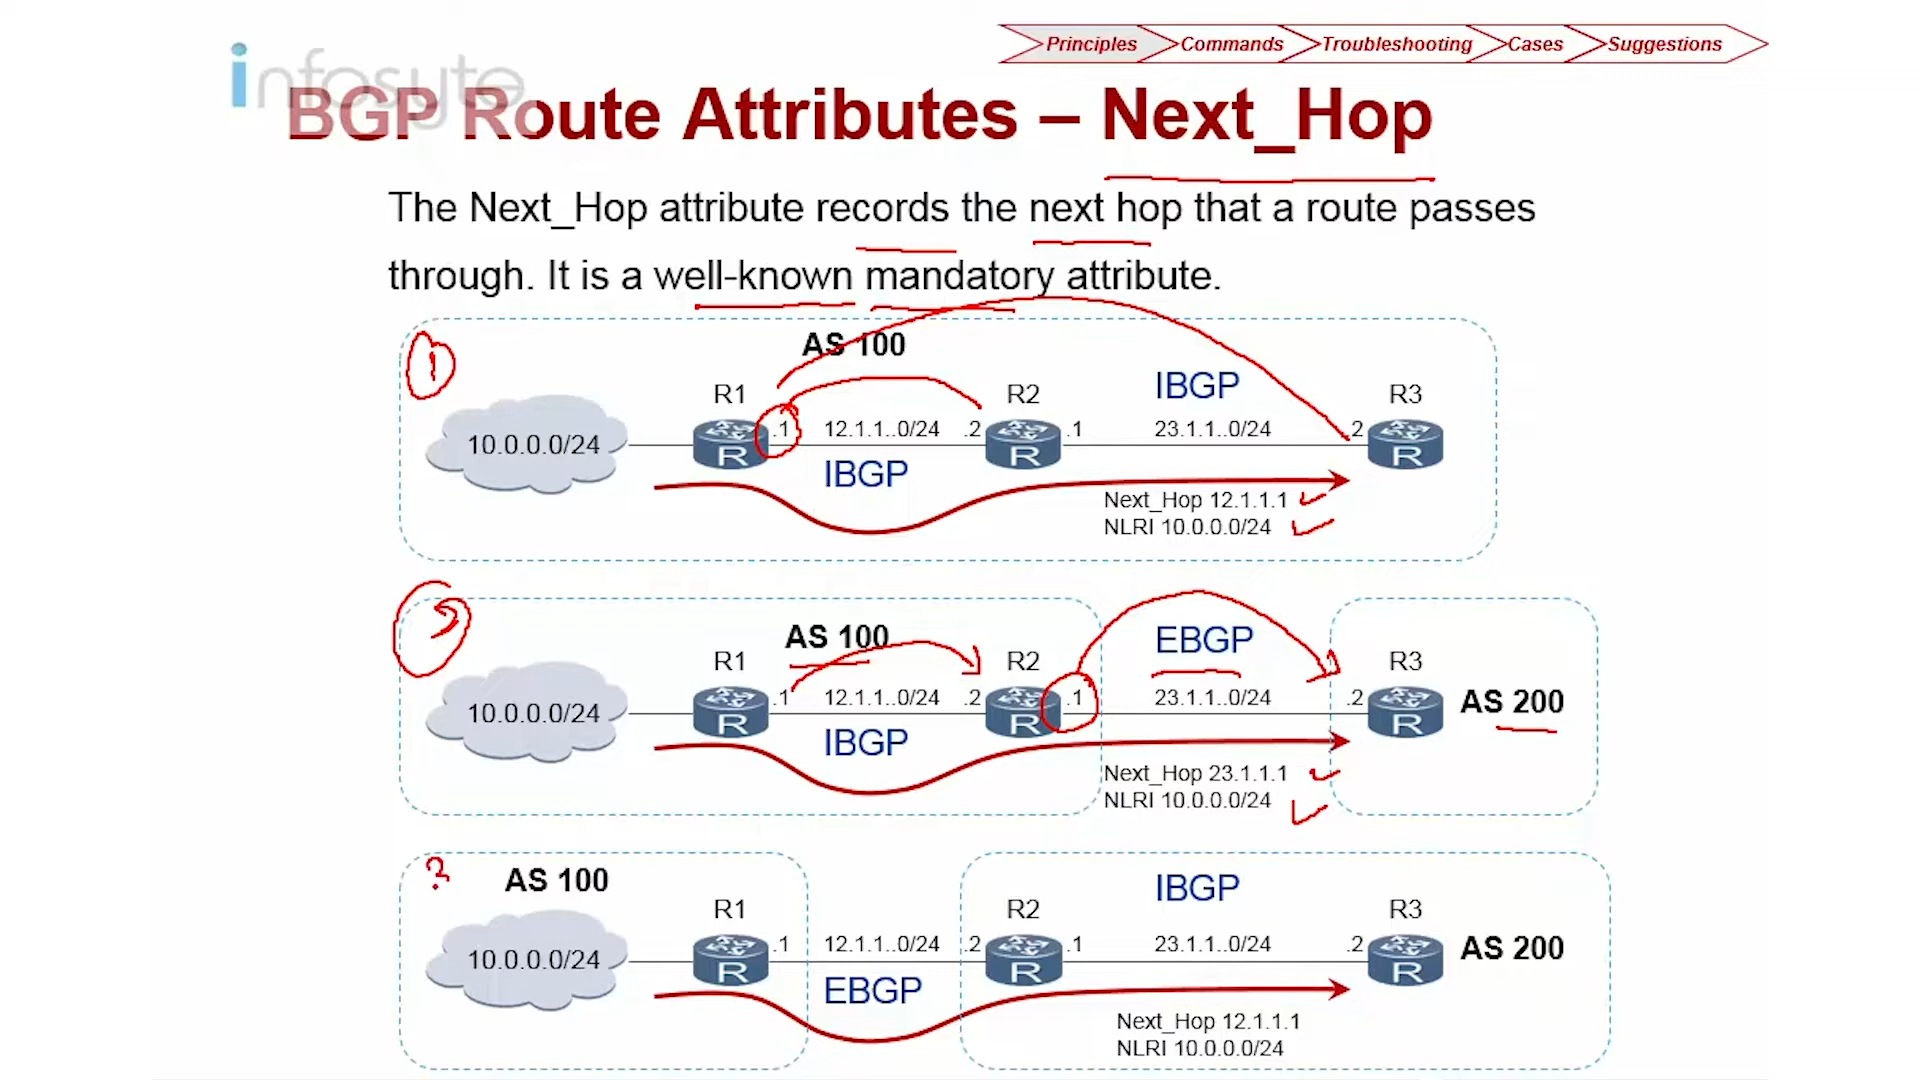 Principles Commands Troubleshooting Cases Suggestions
infosyte
BGP Route Attributes – Next_Hop
The Next_Hop attribute records the next hop that a route passes
through. It is a well-known mandatory attribute.
1
AS 100
R1 R2 IBGP R3
10.0.0.0/24 .1 12.1.1..0/24 .2 .1 23.1.1..0/24 .2
R R R
IBGP
Next_Hop 12.1.1.1
NLRI 10.0.0.0/24
2
AS 100 EBGP
R1 R2 R3
10.0.0.0/24 .1 12.1.1..0/24 .2 .1 23.1.1..0/24 .2 AS 200
R R R
IBGP
Next_Hop 23.1.1.1
NLRI 10.0.0.0/24
?
AS 100 IBGP
R1 R2 R3
10.0.0.0/24 .1 12.1.1..0/24 .2 .1 23.1.1..0/24 .2 AS 200
R R R
EBGP
Next_Hop 12.1.1.1
NLRI 10.0.0.0/24